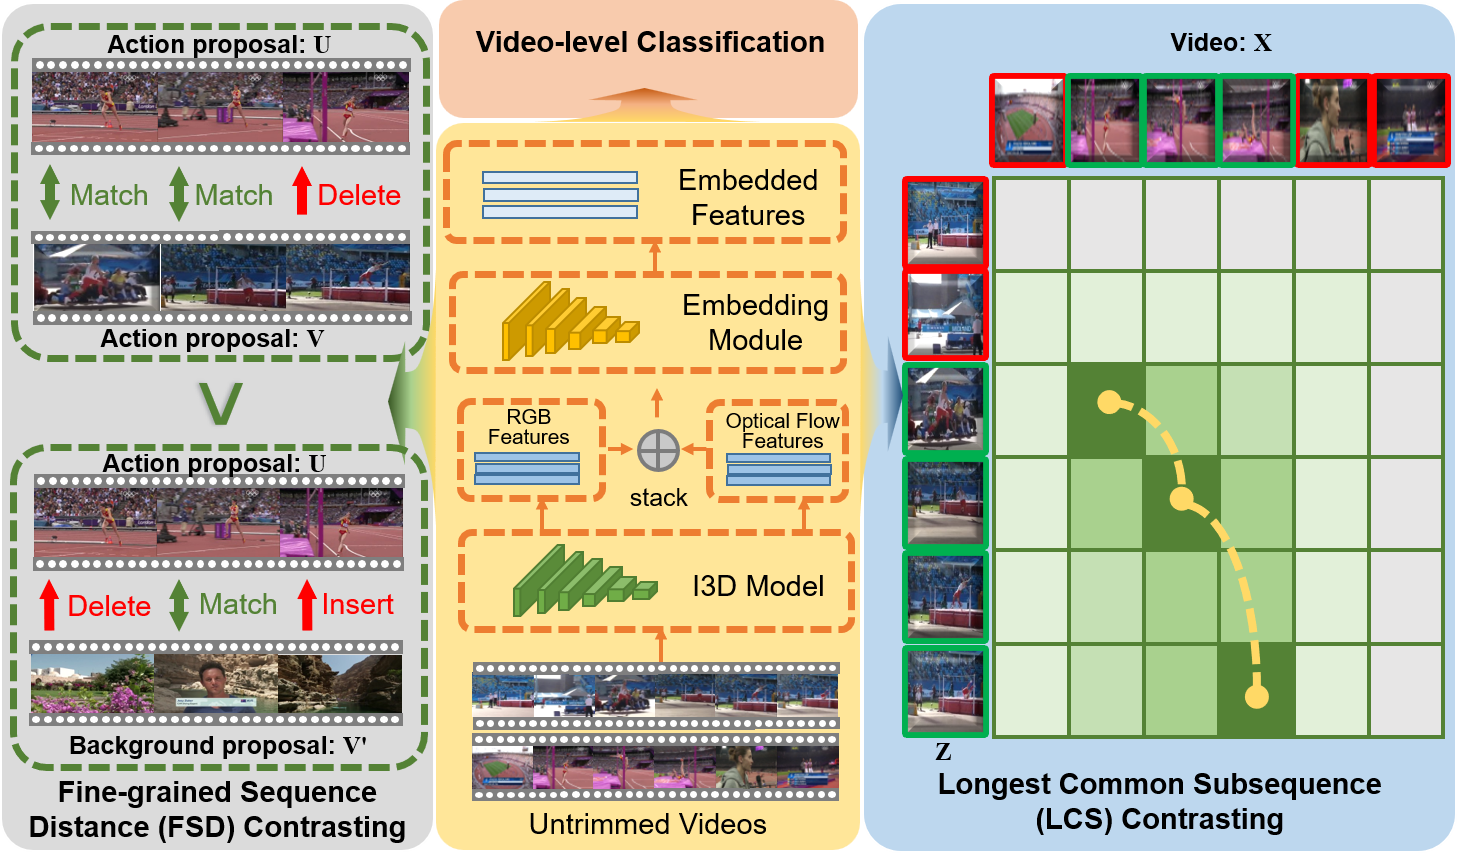 Action proposal: U
Match
Match
Delete
Action proposal: V
V
Action proposal: U
Delete
Match
Insert
Background proposal: V'
Fine-grained Sequence
Distance (FSD) Contrasting
Video-level Classification
Embedded
Features
Embedding
Module
RGB
Features
Optical Flow
Features
stack
I3D Model
Untrimmed Videos
Video: X
Z
Longest Common Subsequence
(LCS) Contrasting